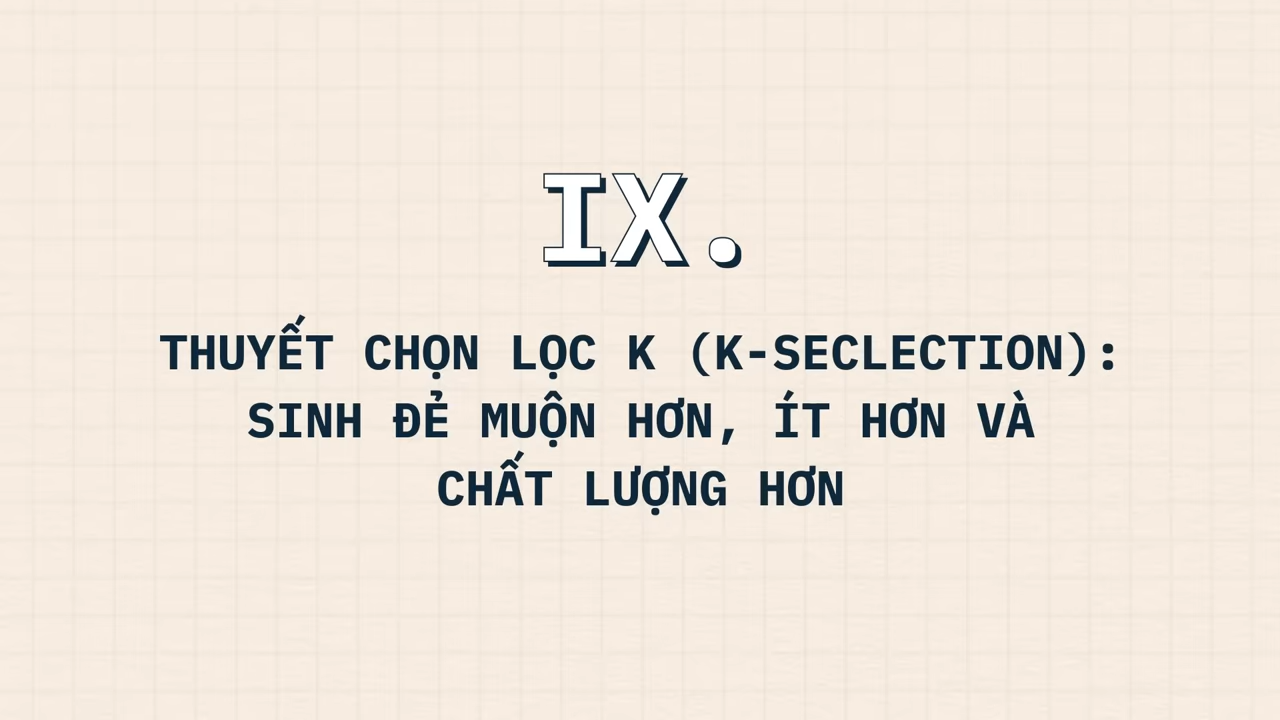 IX.
THUYẾT CHỌN LỌC K (K-SECLECTION):
SINH ĐẺ MUỘN HƠN, ÍT HƠN VÀ
CHẤT LƯỢNG HƠN